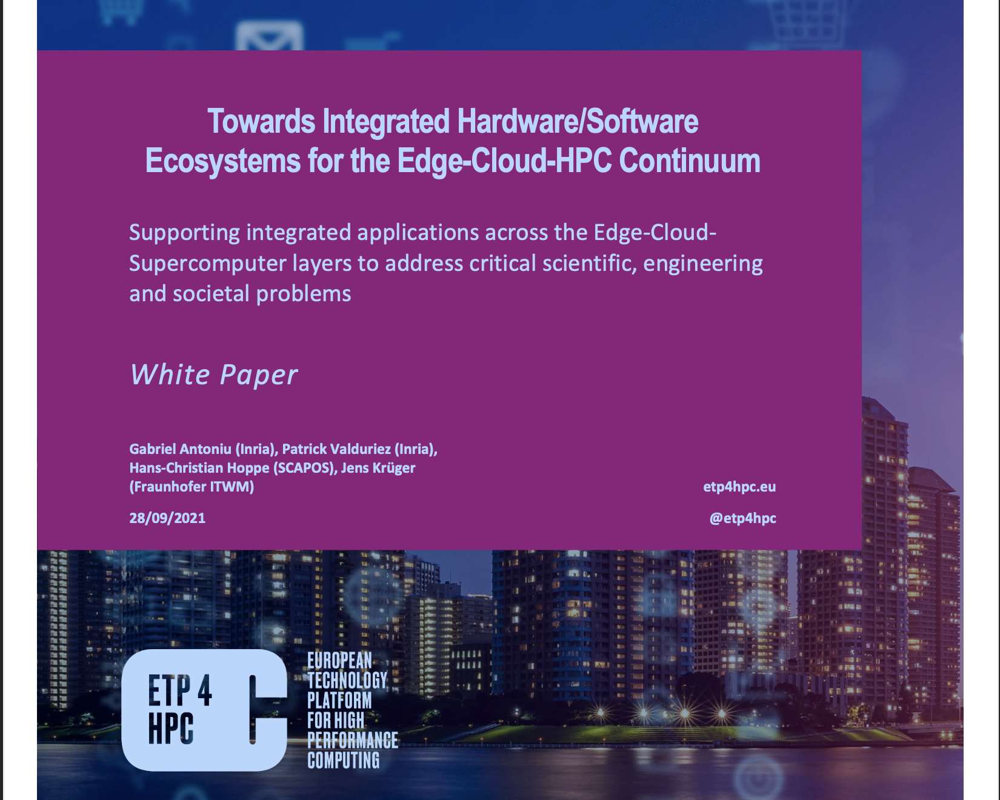 Towards Integrated Hardware/Software
Ecosystems for the Edge-Cloud-HPC Continuum
Supporting integrated applications across the Edge-Cloud-
Supercomputer layers to address critical scientific, engineering
and societal problems
White Paper
Gabriel Antoniu (Inria), Patrick Valduriez (Inria),
Hans-Christian Hoppe (SCAPOS), Jens Krüger
(Fraunhofer ITWM)
28/09/2021
etp4hpc.eu
@etp4hpc
ETP 4
HPC
EUROPEAN
TECHNOLOGY
PLATFORM
FOR HIGH
PERFORMANCE
COMPUTING